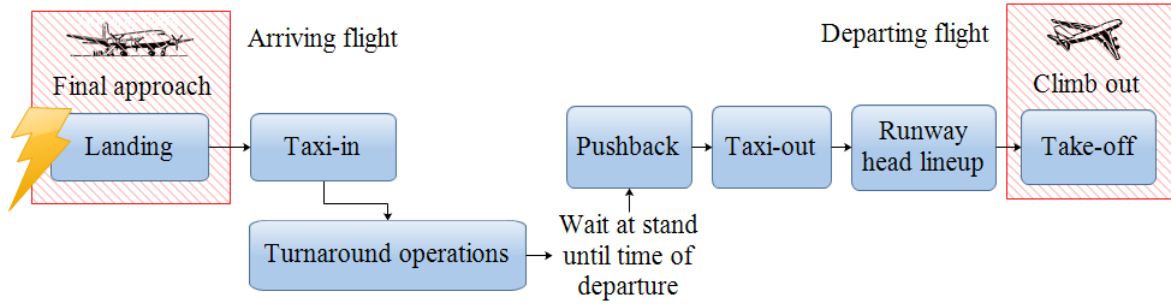 Arriving flight
Final approach
Landing
Taxi-in
Turnaround operations
Wait at stand
until time of
departure
Pushback
Taxi-out
Runway
head lineup
Departing flight
Climb out
Take-off